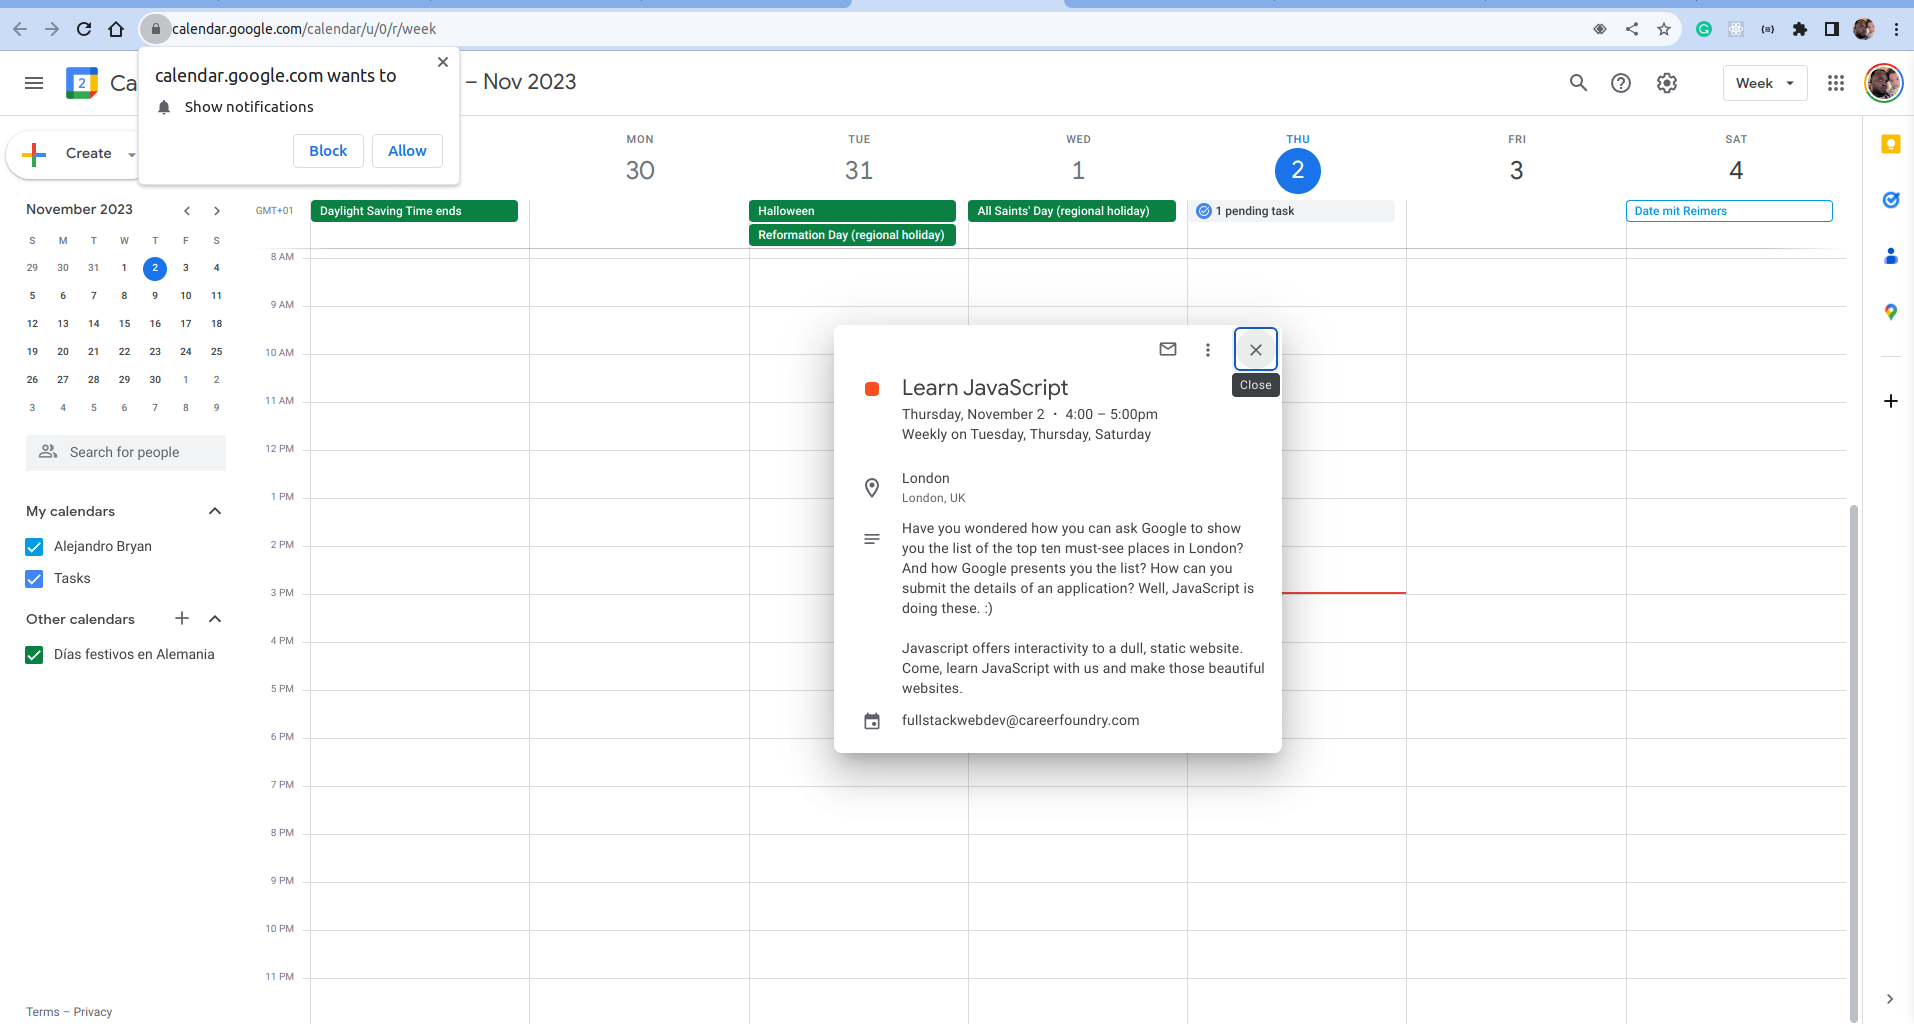 calendar.google.com/calendar/u/0/r/week
calendar.google.com wants to
Show notifications
Block
Allow
2
Ca
– Nov 2023
Week
Create
November 2023
S M T W T F S
29 30 31 1 2 3 4
5 6 7 8 9 10 11
12 13 14 15 16 17 18
19 20 21 22 23 24 25
26 27 28 29 30 1 2
3 4 5 6 7 8 9
Search for people
My calendars
Alejandro Bryan
Tasks
Other calendars
Días festivos en Alemania
Terms – Privacy
MON TUE WED THU FRI SAT
30 31 1 2 3 4
GMT+01
Daylight Saving Time ends
Halloween
Reformation Day (regional holiday)
All Saints' Day (regional holiday)
1 pending task
Date mit Reimers
8 AM
9 AM
10 AM
11 AM
12 PM
1 PM
2 PM
3 PM
4 PM
5 PM
6 PM
7 PM
8 PM
9 PM
10 PM
11 PM
Close
Learn JavaScript
Thursday, November 2 · 4:00 – 5:00pm
Weekly on Tuesday, Thursday, Saturday
London
London, UK
Have you wondered how you can ask Google to show
you the list of the top ten must-see places in London?
And how Google presents you the list? How can you
submit the details of an application? Well, JavaScript is
doing these. :)
Javascript offers interactivity to a dull, static website.
Come, learn JavaScript with us and make those beautiful
websites.
fullstackwebdev@careerfoundry.com